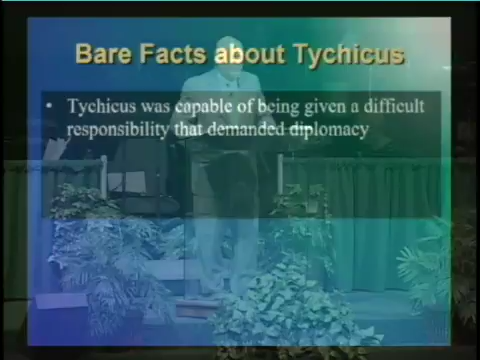 Bare Facts about Tychicus
• Tychicus was capable of being given a difficult
responsibility that demanded diplomacy